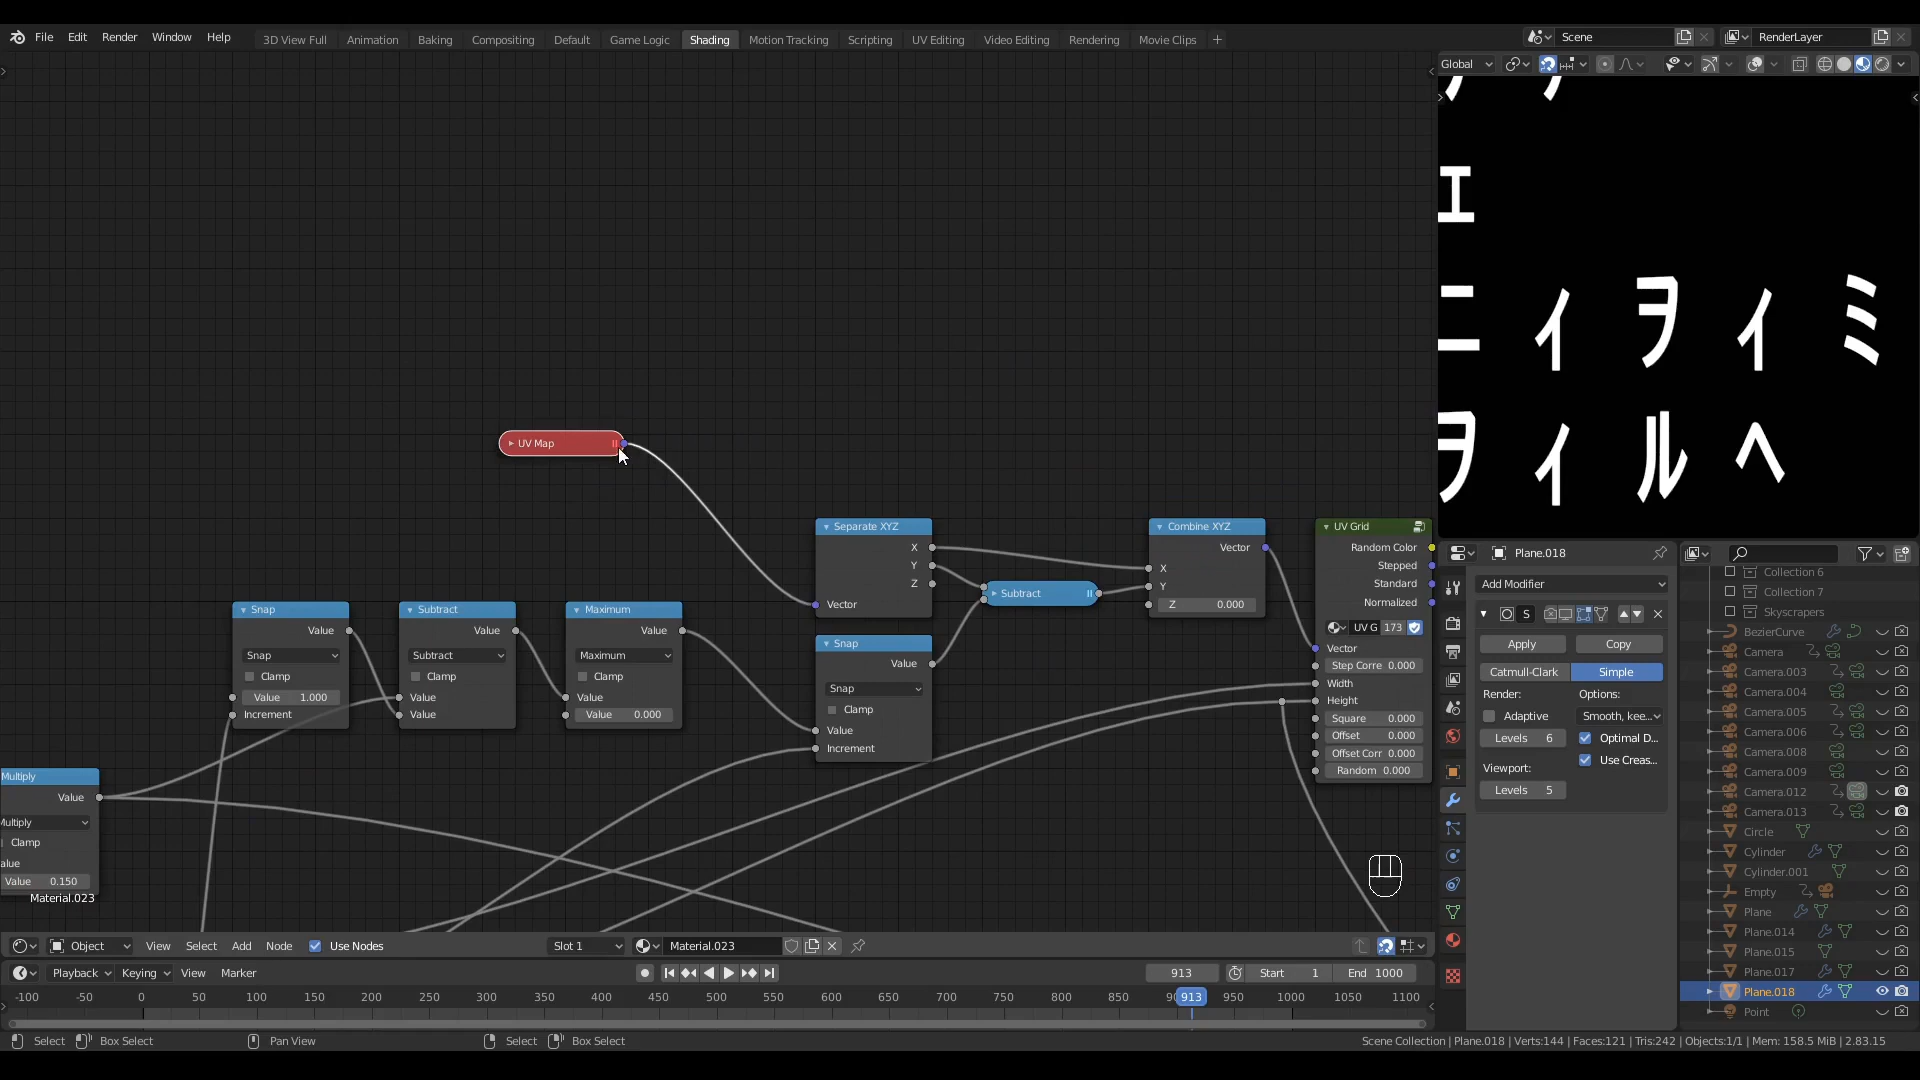 File Edit Render Window Help 3D View Full Animation Baking Compositing Default Game Logic Shading Motion Tracking Scripting UV Editing Video Editing Rendering Movie Clips + Scene RenderLayer
Global
エ
ニィヲィミ
ヲィルヘ
UV Map
Separate XYZ
X
Y
Z
Vector
Subtract
Combine XYZ
Vector
X
Y
Z 0.000
UV Grid
Random Color
Stepped
Standard
Normalized
UV G 173
Vector
Step Corre 0.000
Width
Height
Square 0.000
Offset 0.000
Offset Corr 0.000
Random 0.000
Snap
Value
Snap
Clamp
Value 1.000
Increment
Subtract
Value
Subtract
Clamp
Value
Value
Maximum
Value
Maximum
Clamp
Value
Value 0.000
Snap
Value
Snap
Clamp
Value
Increment
Multiply
Value
Multiply
Clamp
alue
Value 0.150
Material.023
Plane.018
Add Modifier
S
Apply Copy
Catmull-Clark Simple
Render: Options:
Adaptive Smooth, kee...
Levels 6 Optimal D...
Viewport: Use Creas...
Levels 5
Collection 6
Collection 7
Skyscrapers
BezierCurve
Camera
Camera.003
Camera.004
Camera.005
Camera.006
Camera.008
Camera.009
Camera.012
Camera.013
Circle
Cylinder
Cylinder.001
Empty
Plane
Plane.014
Plane.015
Plane.017
Plane.018
Point
Object View Select Add Node Use Nodes Slot 1 Material.023
Playback Keying View Marker 913 Start 1 End 1000
-100 -50 0 50 100 150 200 250 300 350 400 450 500 550 600 650 700 750 800 850 913 950 1000 1050 1100
Select Box Select Pan View Select Box Select Scene Collection | Plane.018 | Verts:144 | Faces:121 | Tris:242 | Objects:1/1 | Mem: 158.5 MiB | 2.83.15